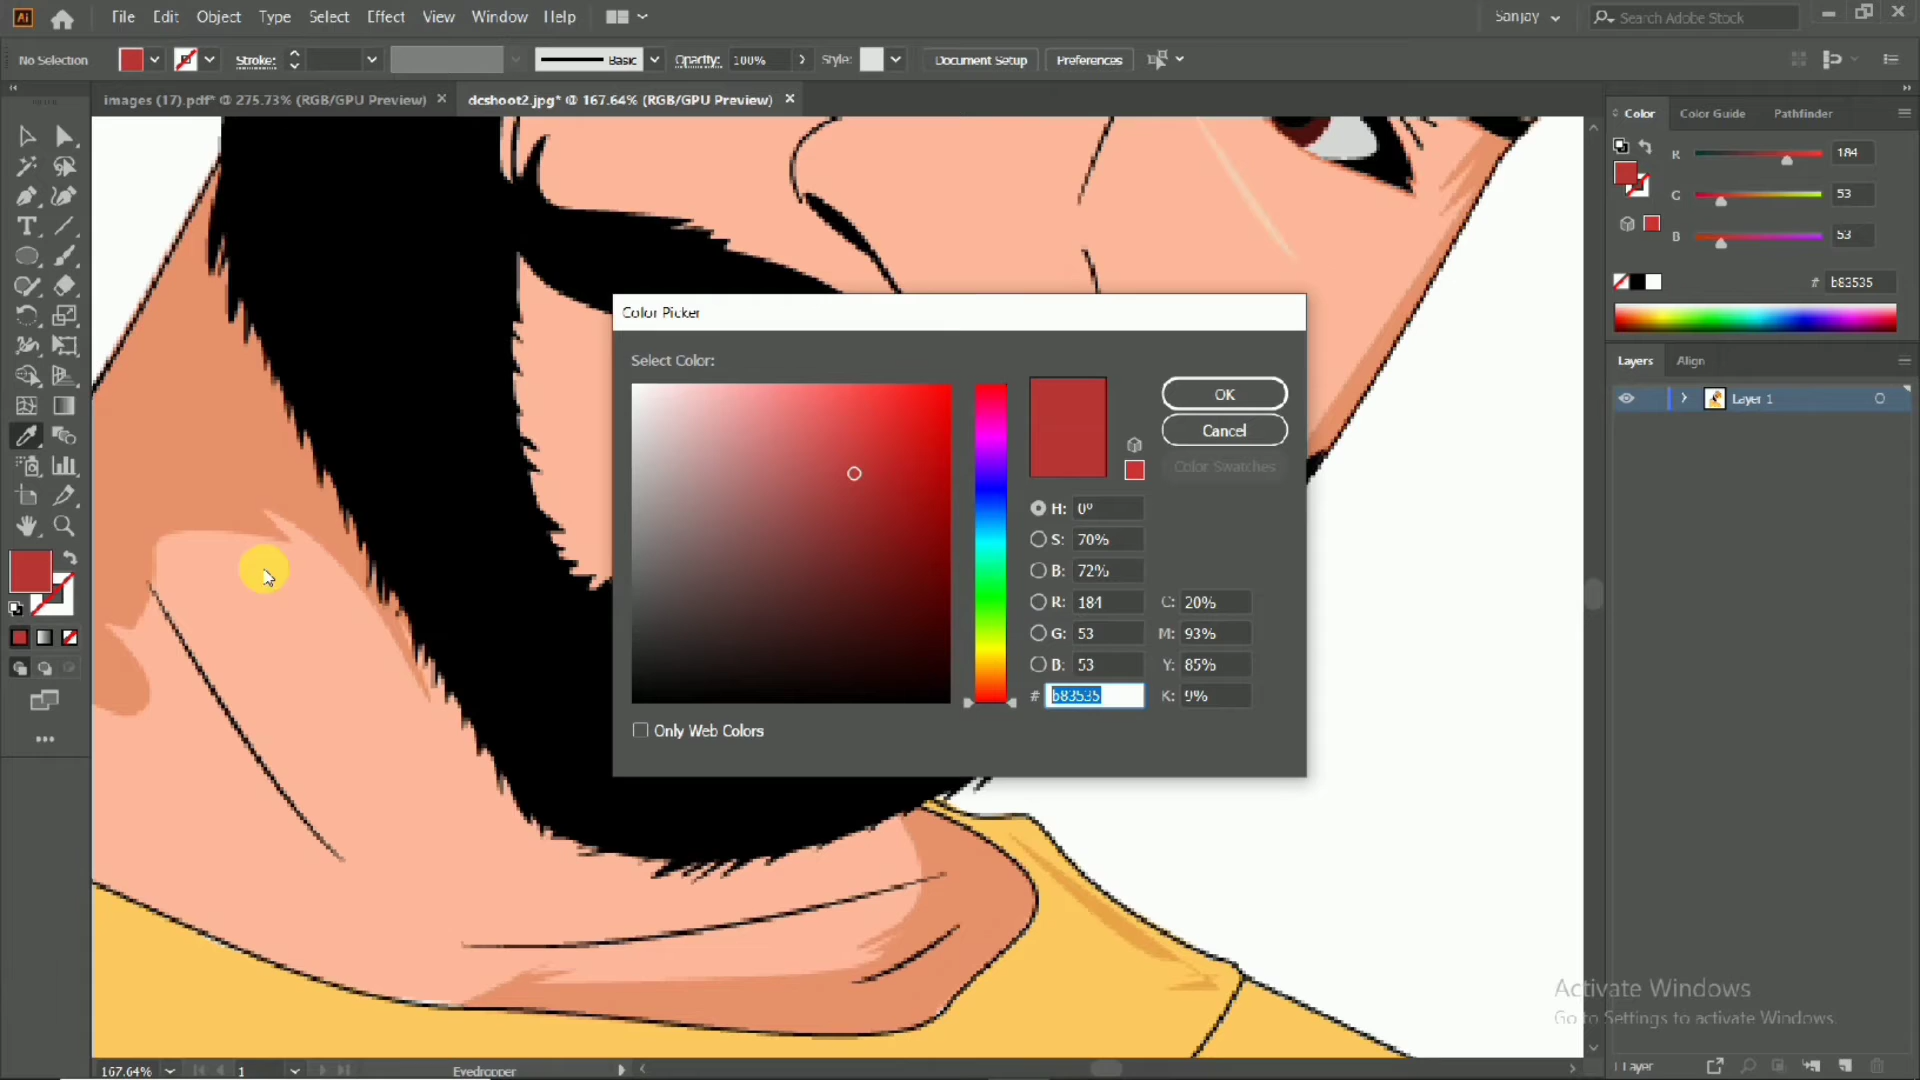 Ai File Edit Object Type Select Effect View Window Help Sanjay Search Adobe Stock
No Selection Stroke: Basic Opacity: 100% Style: Document Setup Preferences
images (17).pdf* @ 275.73% (RGB/GPU Preview) dcshoot2.jpg* @ 167.64% (RGB/GPU Preview)
Color Color Guide Pathfinder
R 184
G 53
B 53
# b83535
Layers Align
Layer 1
Color Picker
Select Color:
OK
Cancel
Color Swatches
H: 0°
S: 70%
B: 72%
R: 184 C: 20%
G: 53 M: 93%
B: 53 Y: 85%
# b83535 K: 9%
Only Web Colors
Activate Windows
Go to Settings to activate Windows.
167.64% 1 Eyedropper
1 Layer